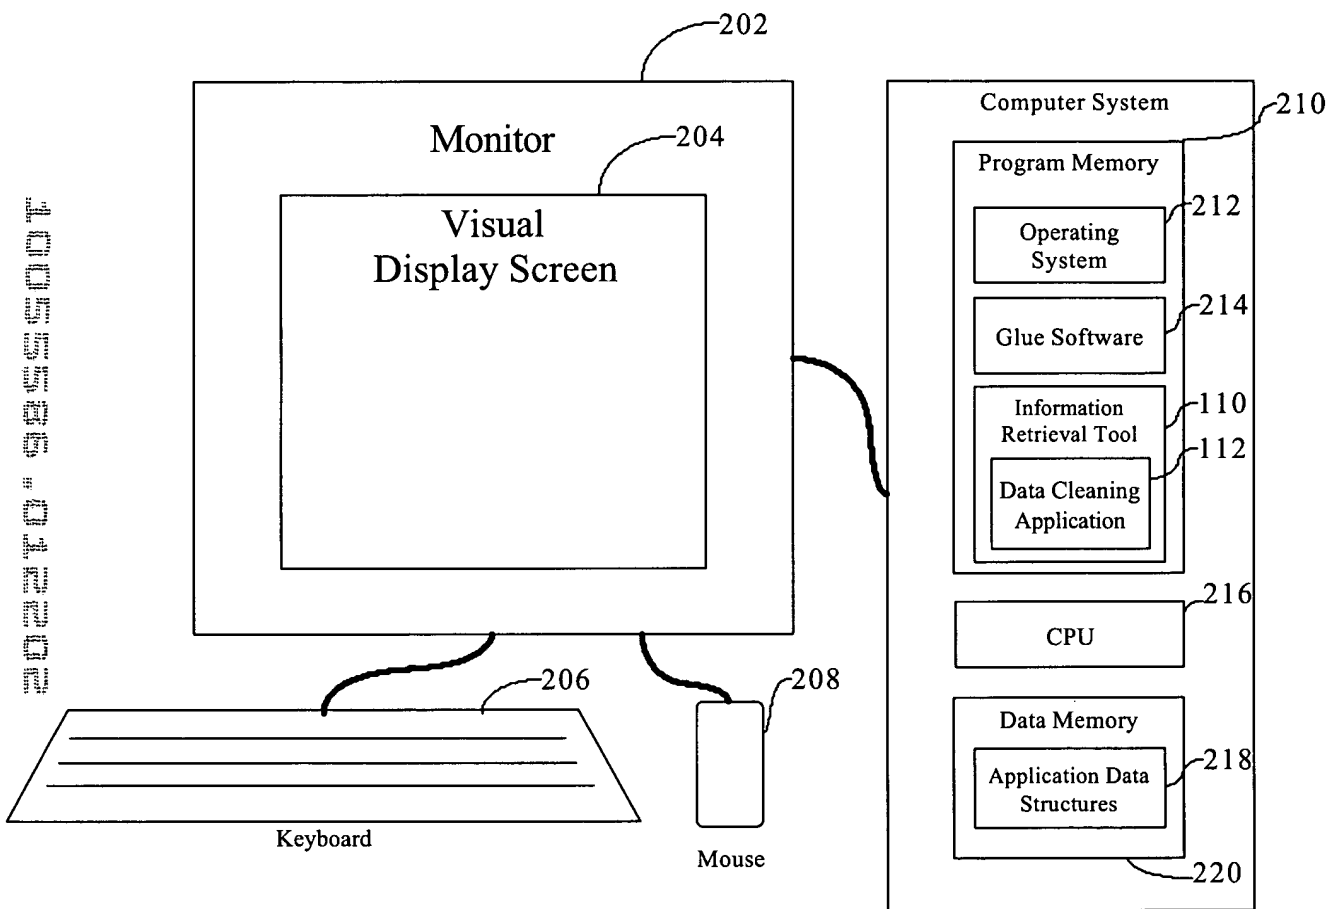 202
Monitor
204
Visual
Display Screen
Computer System
210
Program Memory
212
Operating
System
214
Glue Software
110
Information
Retrieval Tool
112
Data Cleaning
Application
216
CPU
Data Memory
218
Application Data
Structures
220
206
Keyboard
208
Mouse
10055586.012202